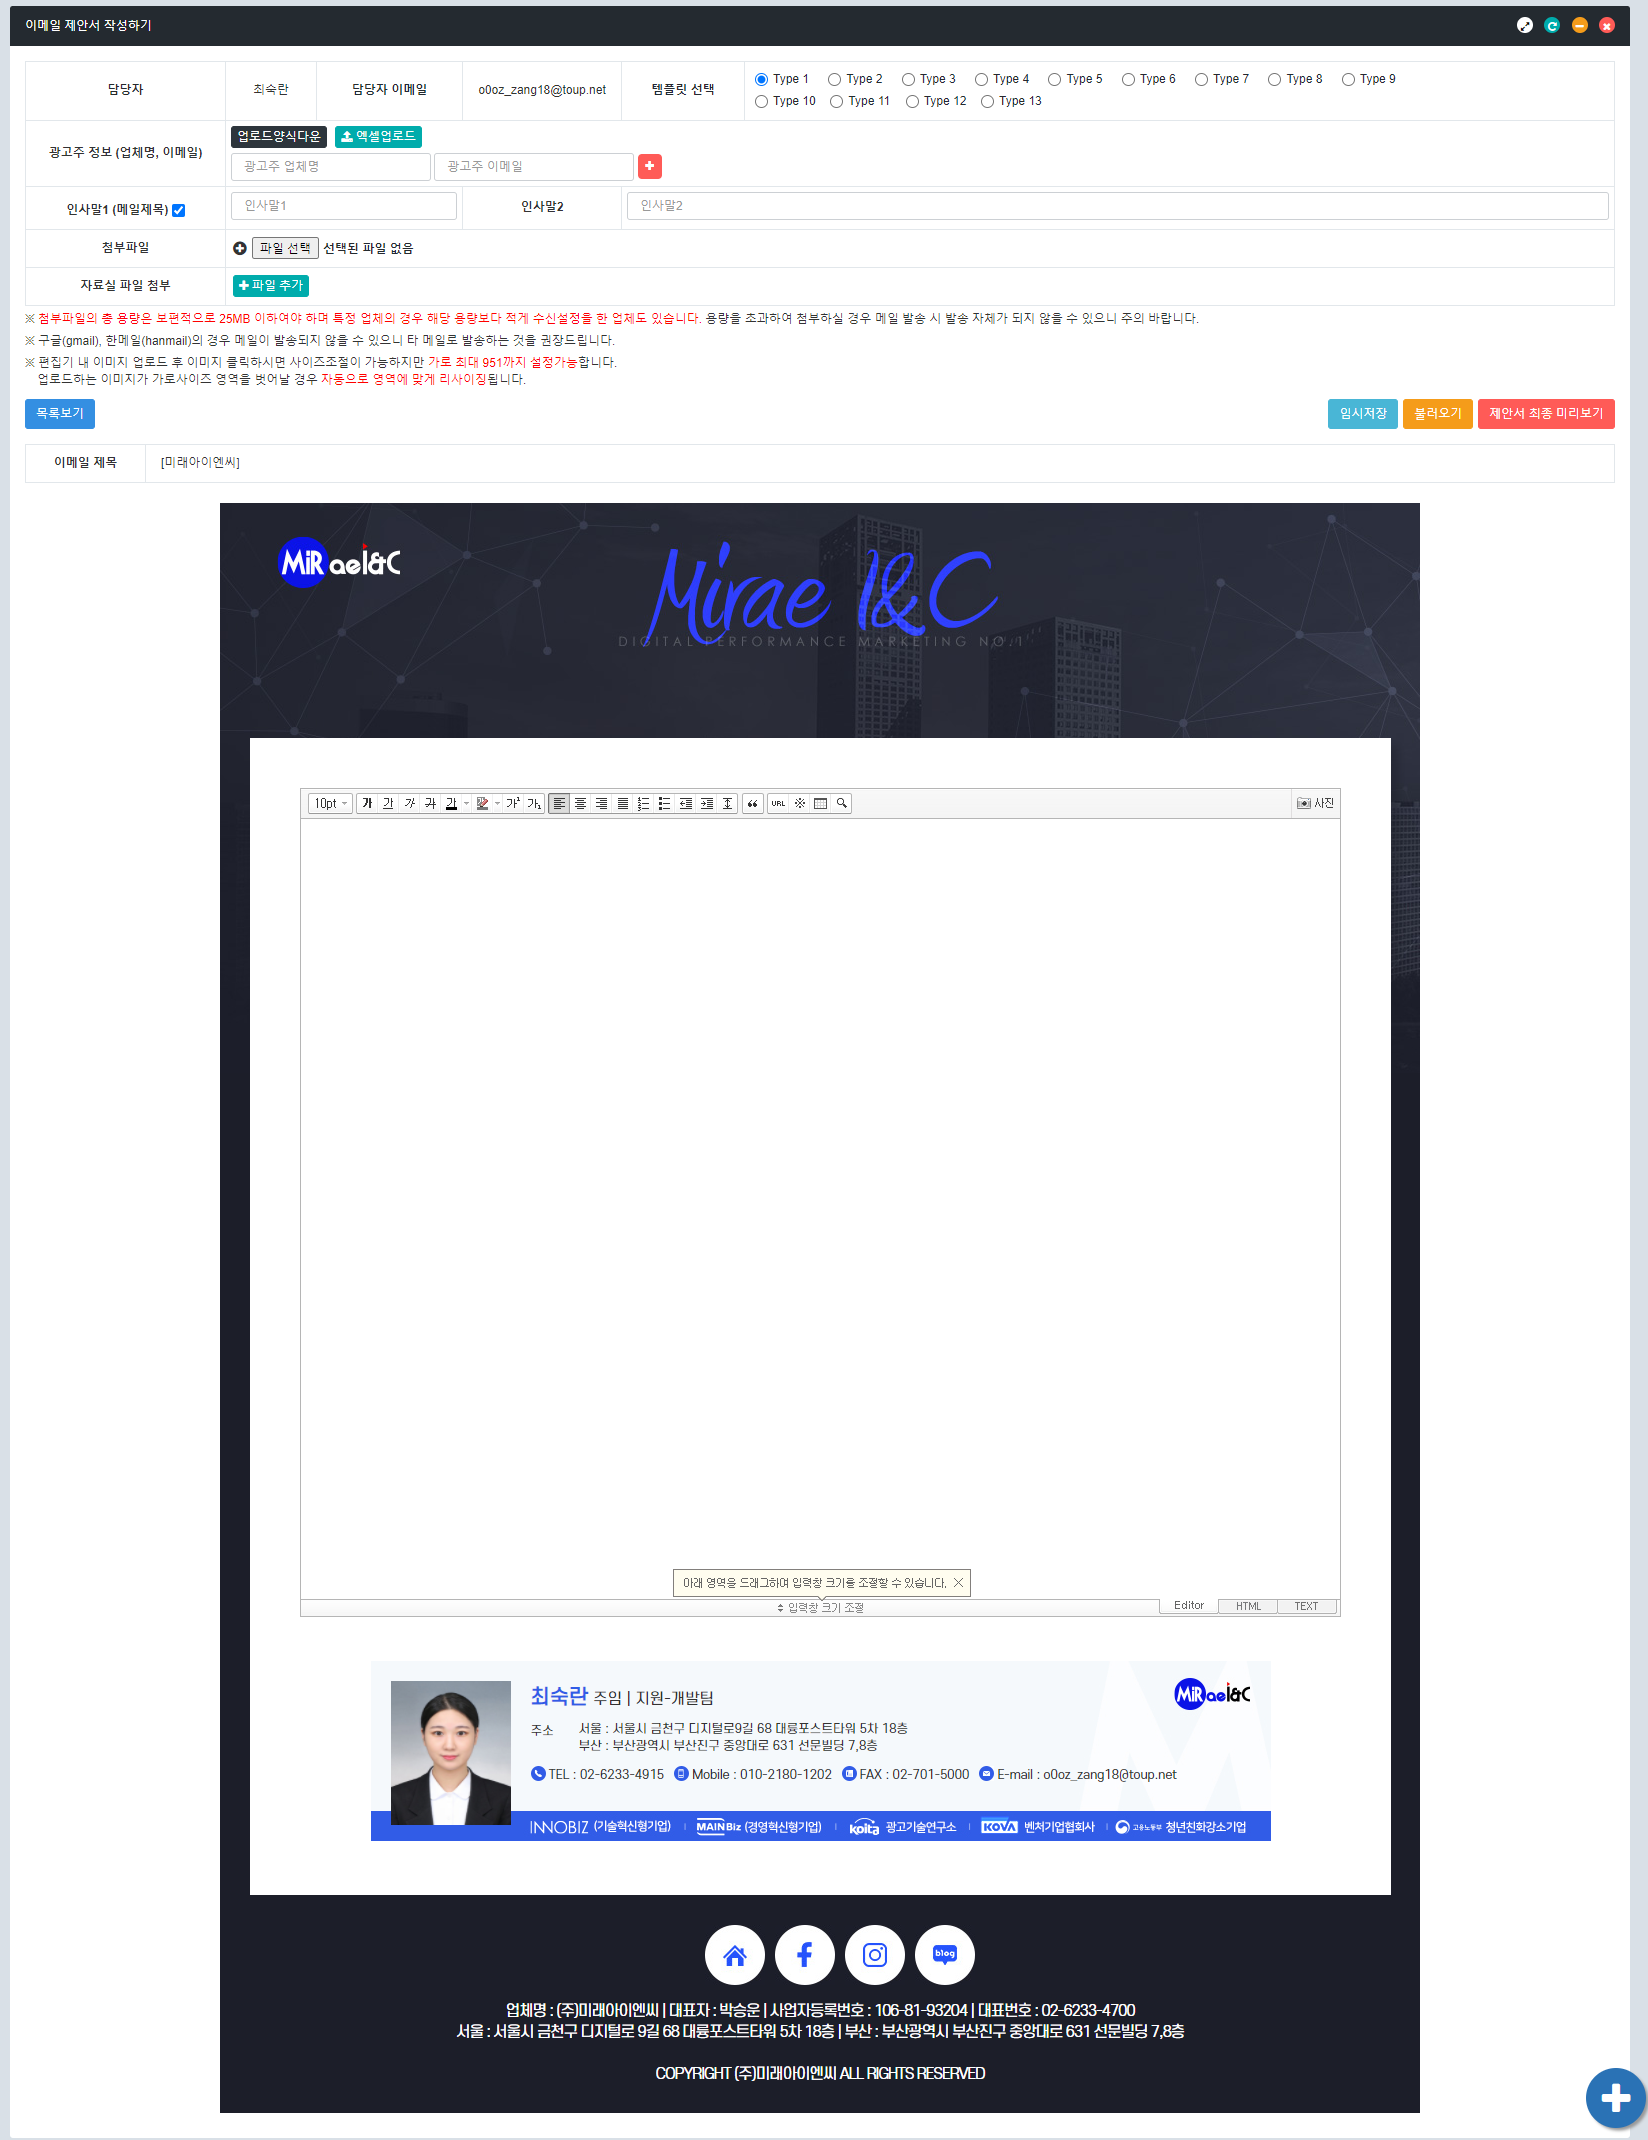 이메일 제안서 작성하기
담당자 최숙란 담당자 이메일 o0oz_zang18@toup.net 템플릿 선택 Type 1 Type 2 Type 3 Type 4 Type 5 Type 6 Type 7 Type 8 Type 9
Type 10 Type 11 Type 12 Type 13
광고주 정보 (업체명, 이메일) 업로드양식다운 엑셀업로드
광고주 업체명 광고주 이메일
인사말1 (메일제목) 인사말1 인사말2 인사말2
첨부파일 파일 선택 선택된 파일 없음
자료실 파일 첨부 파일 추가
※ 첨부파일의 총 용량은 보편적으로 25MB 이하여야 하며 특정 업체의 경우 해당 용량보다 적게 수신설정을 한 업체도 있습니다. 용량을 초과하여 첨부하실 경우 메일 발송 시 발송 자체가 되지 않을 수 있으니 주의 바랍니다.
※ 구글(gmail), 한메일(hanmail)의 경우 메일이 발송되지 않을 수 있으니 타 메일로 발송하는 것을 권장드립니다.
※ 편집기 내 이미지 업로드 후 이미지 클릭하시면 사이즈조절이 가능하지만 가로 최대 951까지 설정가능합니다.
업로드하는 이미지가 가로사이즈 영역을 벗어날 경우 자동으로 영역에 맞게 리사이징됩니다.
목록보기 임시저장 불러오기 제안서 최종 미리보기
이메일 제목 [미래아이엔씨]
MiRaeI&C
Mirae I&C
DIGITAL PERFORMANCE MARKETING NO.1
10pt 가 가 가 가 가 가² 가₁ URL ※ 사진
아래 영역을 드래그하여 입력창 크기를 조절할 수 있습니다.
입력창 크기 조절 Editor HTML TEXT
최숙란 주임 | 지원-개발팀 MiRaeI&C
주소 서울 : 서울시 금천구 디지털로9길 68 대륭포스트타워 5차 18층
부산 : 부산광역시 부산진구 중앙대로 631 선문빌딩 7,8층
TEL : 02-6233-4915 Mobile : 010-2180-1202 FAX : 02-701-5000 E-mail : o0oz_zang18@toup.net
INNOBIZ (기술혁신형기업) MAINBiz (경영혁신형기업) koita 광고기술연구소 KOVA 벤처기업협회사 고용노동부 청년친화강소기업
blog
업체명 : (주)미래아이엔씨 | 대표자 : 박승운 | 사업자등록번호 : 106-81-93204 | 대표번호 : 02-6233-4700
서울 : 서울시 금천구 디지털로 9길 68 대륭포스트타워 5차 18층 | 부산 : 부산광역시 부산진구 중앙대로 631 선문빌딩 7,8층
COPYRIGHT (주)미래아이엔씨 ALL RIGHTS RESERVED